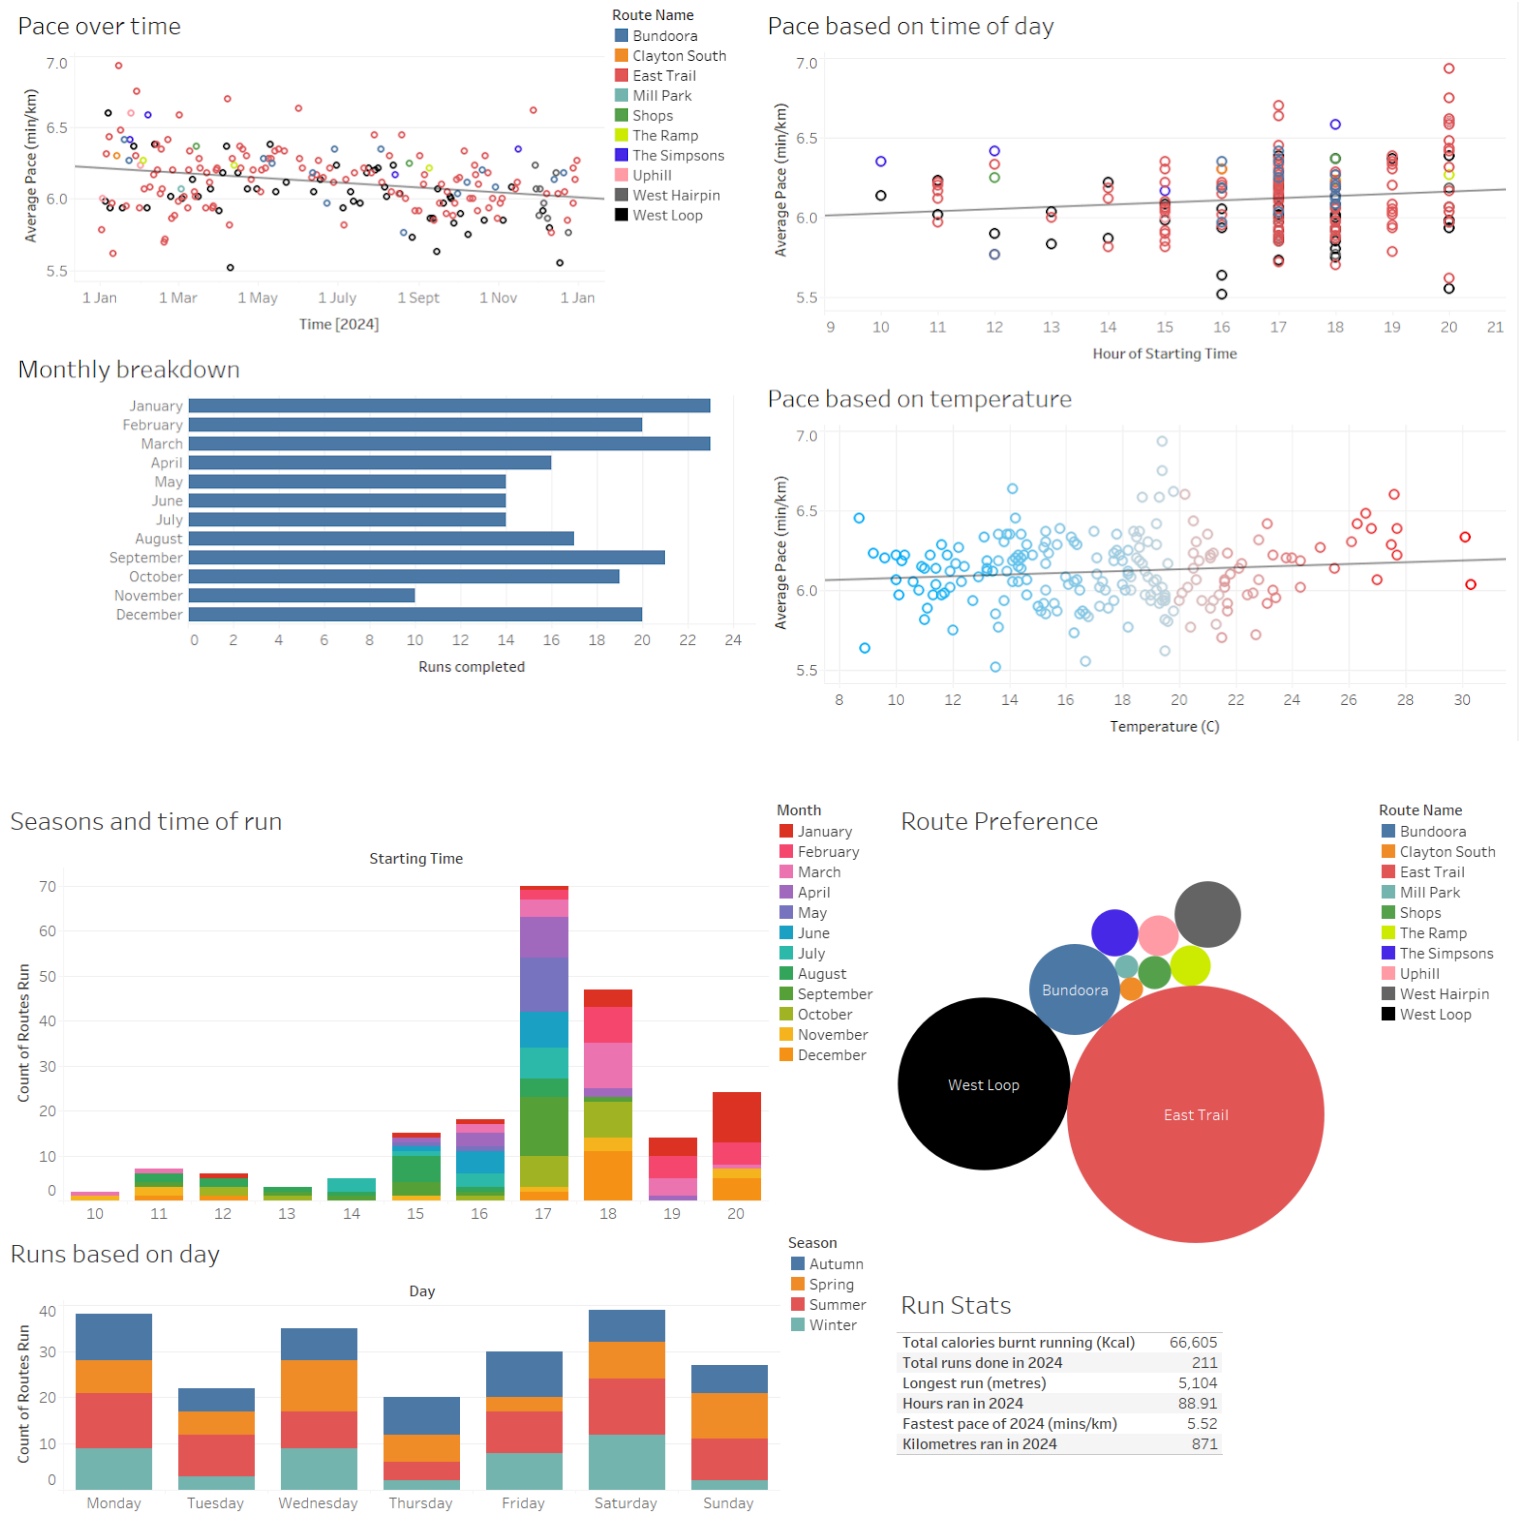 Pace over time
Route Name
Bundoora
Clayton South
East Trail
Mill Park
Shops
The Ramp
The Simpsons
Uphill
West Hairpin
West Loop
Average Pace (min/km)
7.0
6.5
6.0
5.5
1 Jan 1 Mar 1 May 1 July 1 Sept 1 Nov 1 Jan
Time [2024]
Pace based on time of day
Average Pace (min/km)
7.0
6.5
6.0
5.5
9 10 11 12 13 14 15 16 17 18 19 20 21
Hour of Starting Time
Monthly breakdown
January
February
March
April
May
June
July
August
September
October
November
December
0 2 4 6 8 10 12 14 16 18 20 22 24
Runs completed
Pace based on temperature
Average Pace (min/km)
7.0
6.5
6.0
5.5
8 10 12 14 16 18 20 22 24 26 28 30
Temperature (C)
Seasons and time of run
Starting Time
Count of Routes Run
70
60
50
40
30
20
10
0
10 11 12 13 14 15 16 17 18 19 20
Month
January
February
March
April
May
June
July
August
September
October
November
December
Route Preference
Bundoora
West Loop
East Trail
Route Name
Bundoora
Clayton South
East Trail
Mill Park
Shops
The Ramp
The Simpsons
Uphill
West Hairpin
West Loop
Runs based on day
Day
Count of Routes Run
40
30
20
10
0
Monday Tuesday Wednesday Thursday Friday Saturday Sunday
Season
Autumn
Spring
Summer
Winter
Run Stats
Total calories burnt running (Kcal) 66,605
Total runs done in 2024 211
Longest run (metres) 5,104
Hours ran in 2024 88.91
Fastest pace of 2024 (mins/km) 5.52
Kilometres ran in 2024 871